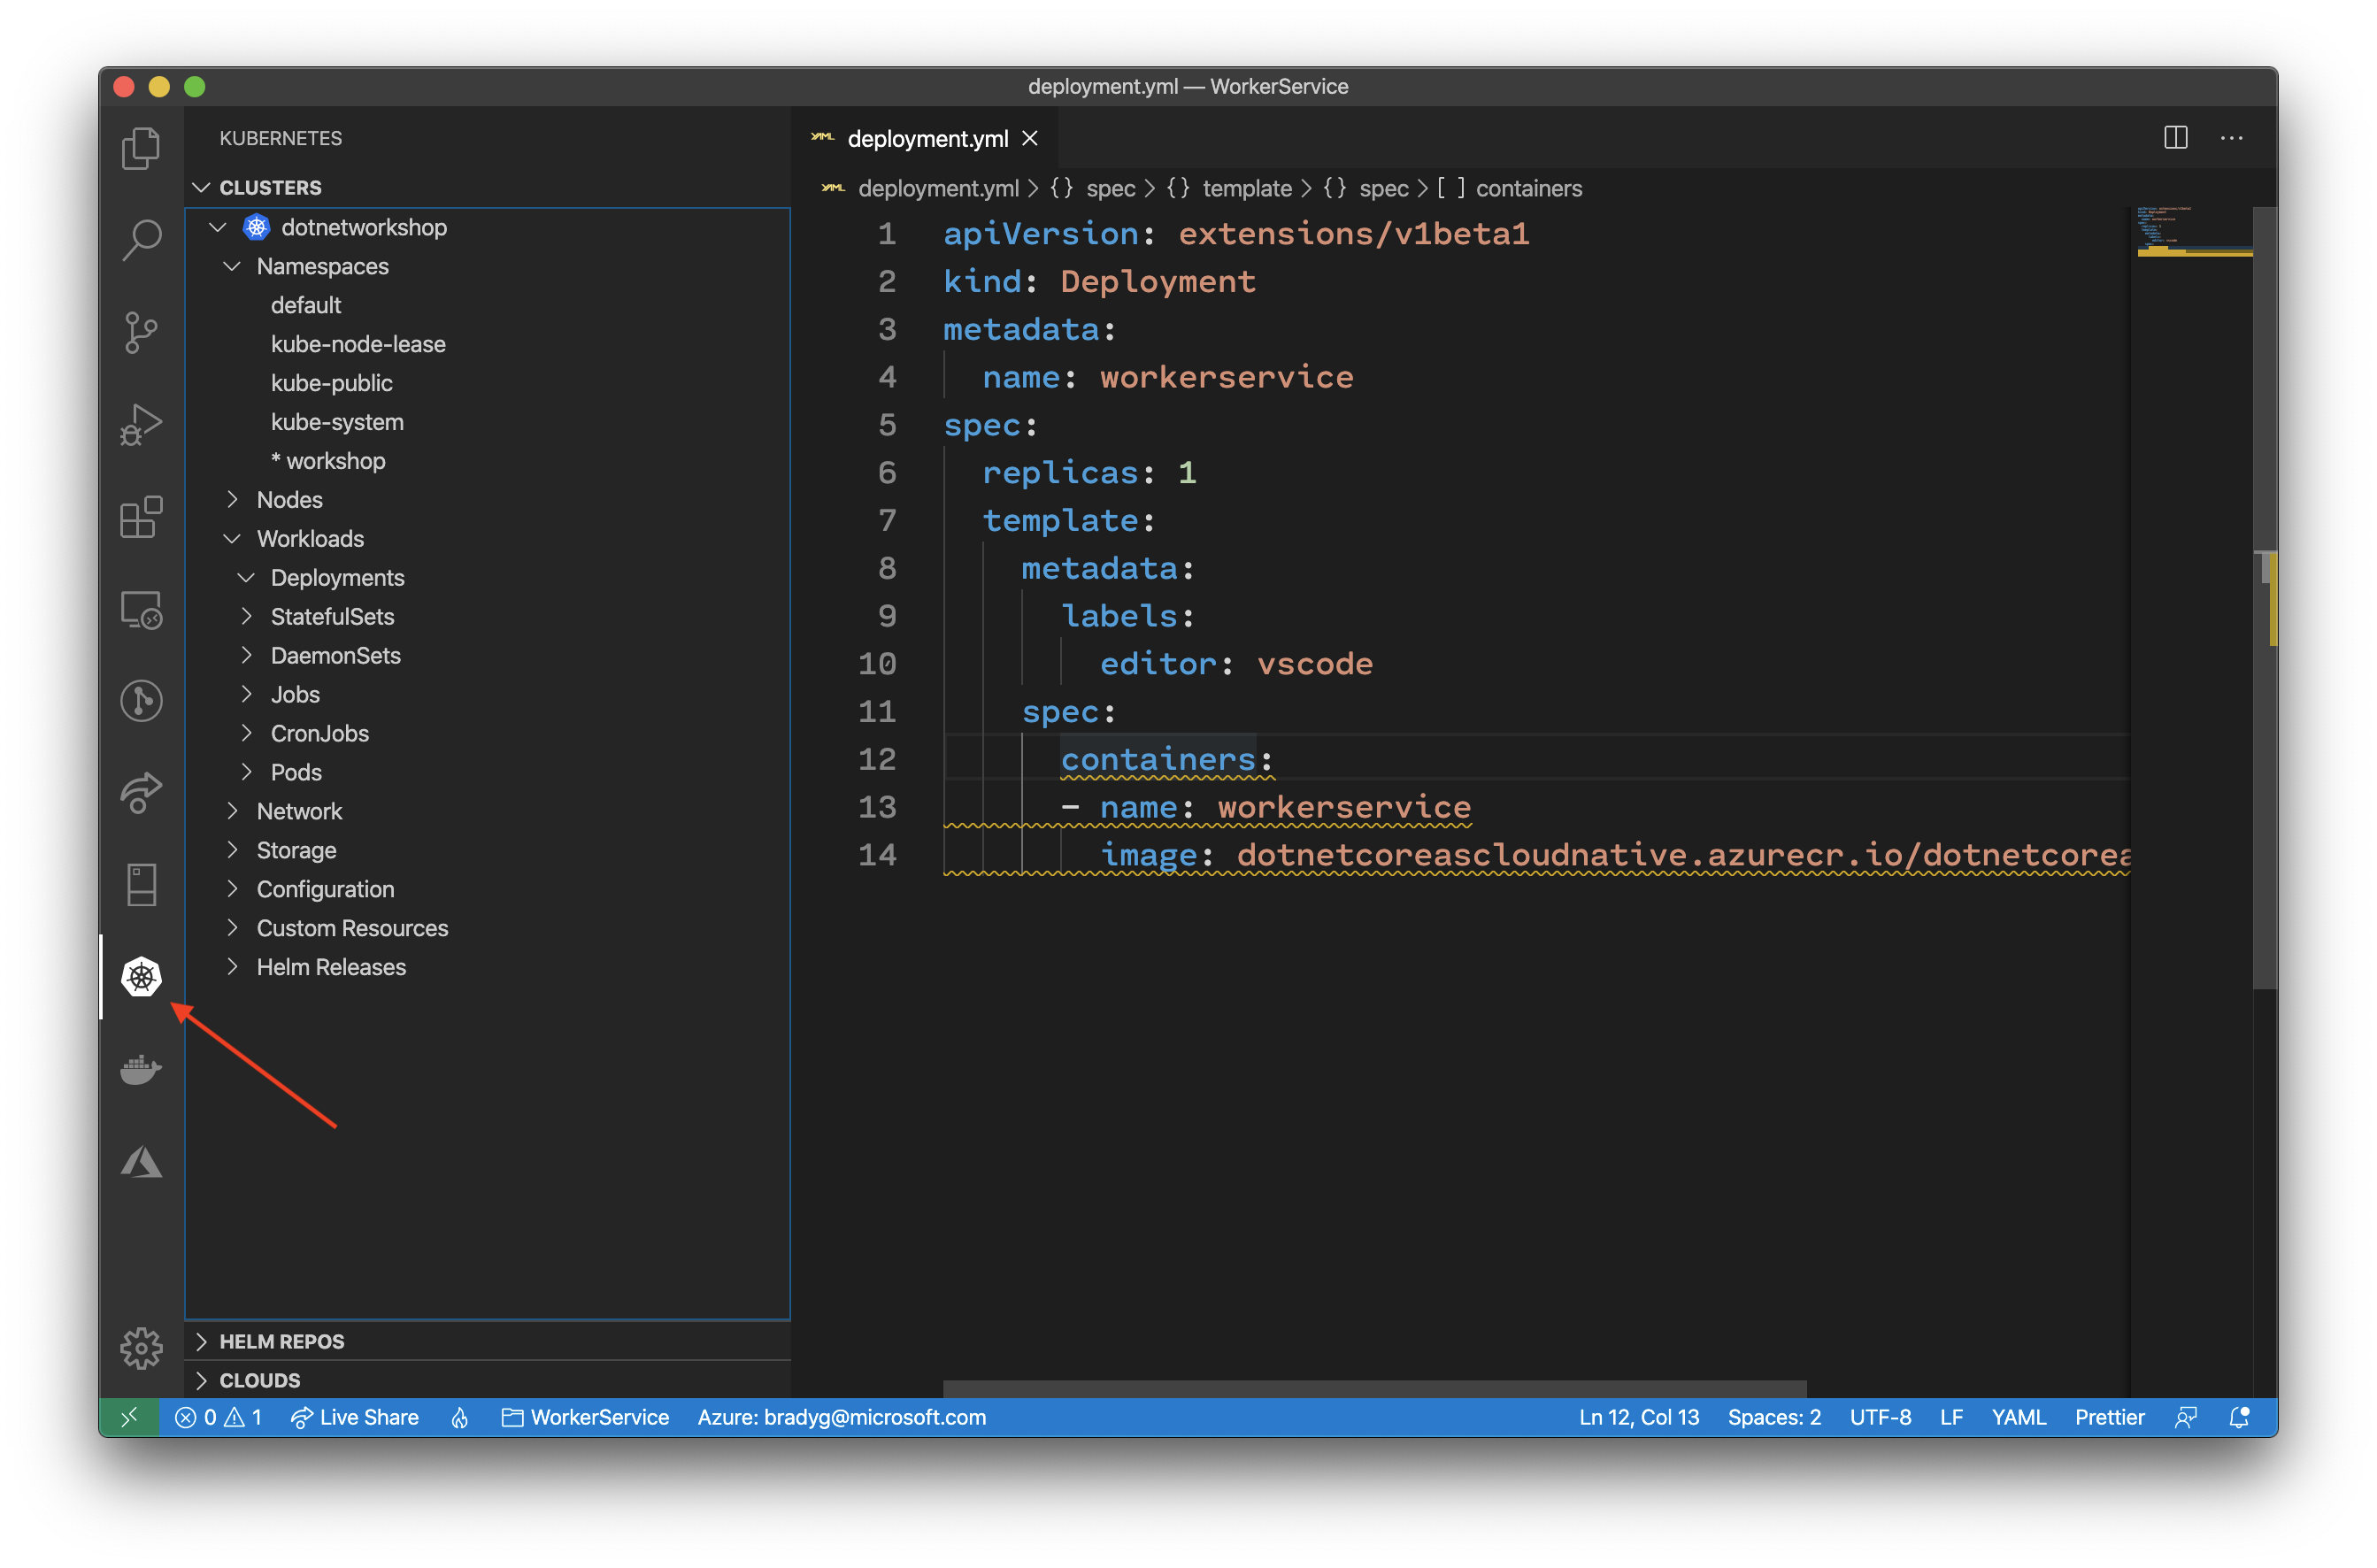 deployment.yml — WorkerService
KUBERNETES
CLUSTERS
dotnetworkshop
Namespaces
default
kube-node-lease
kube-public
kube-system
* workshop
Nodes
Workloads
Deployments
StatefulSets
DaemonSets
Jobs
CronJobs
Pods
Network
Storage
Configuration
Custom Resources
Helm Releases
HELM REPOS
CLOUDS
YAML deployment.yml
YAML deployment.yml > {} spec > {} template > {} spec > [ ] containers
1 apiVersion: extensions/v1beta1
2 kind: Deployment
3 metadata:
4 name: workerservice
5 spec:
6 replicas: 1
7 template:
8 metadata:
9 labels:
10 editor: vscode
11 spec:
12 containers:
13 - name: workerservice
14 image: dotnetcoreascloudnative.azurecr.io/dotnetcorea
0 1 Live Share WorkerService Azure: bradyg@microsoft.com Ln 12, Col 13 Spaces: 2 UTF-8 LF YAML Prettier